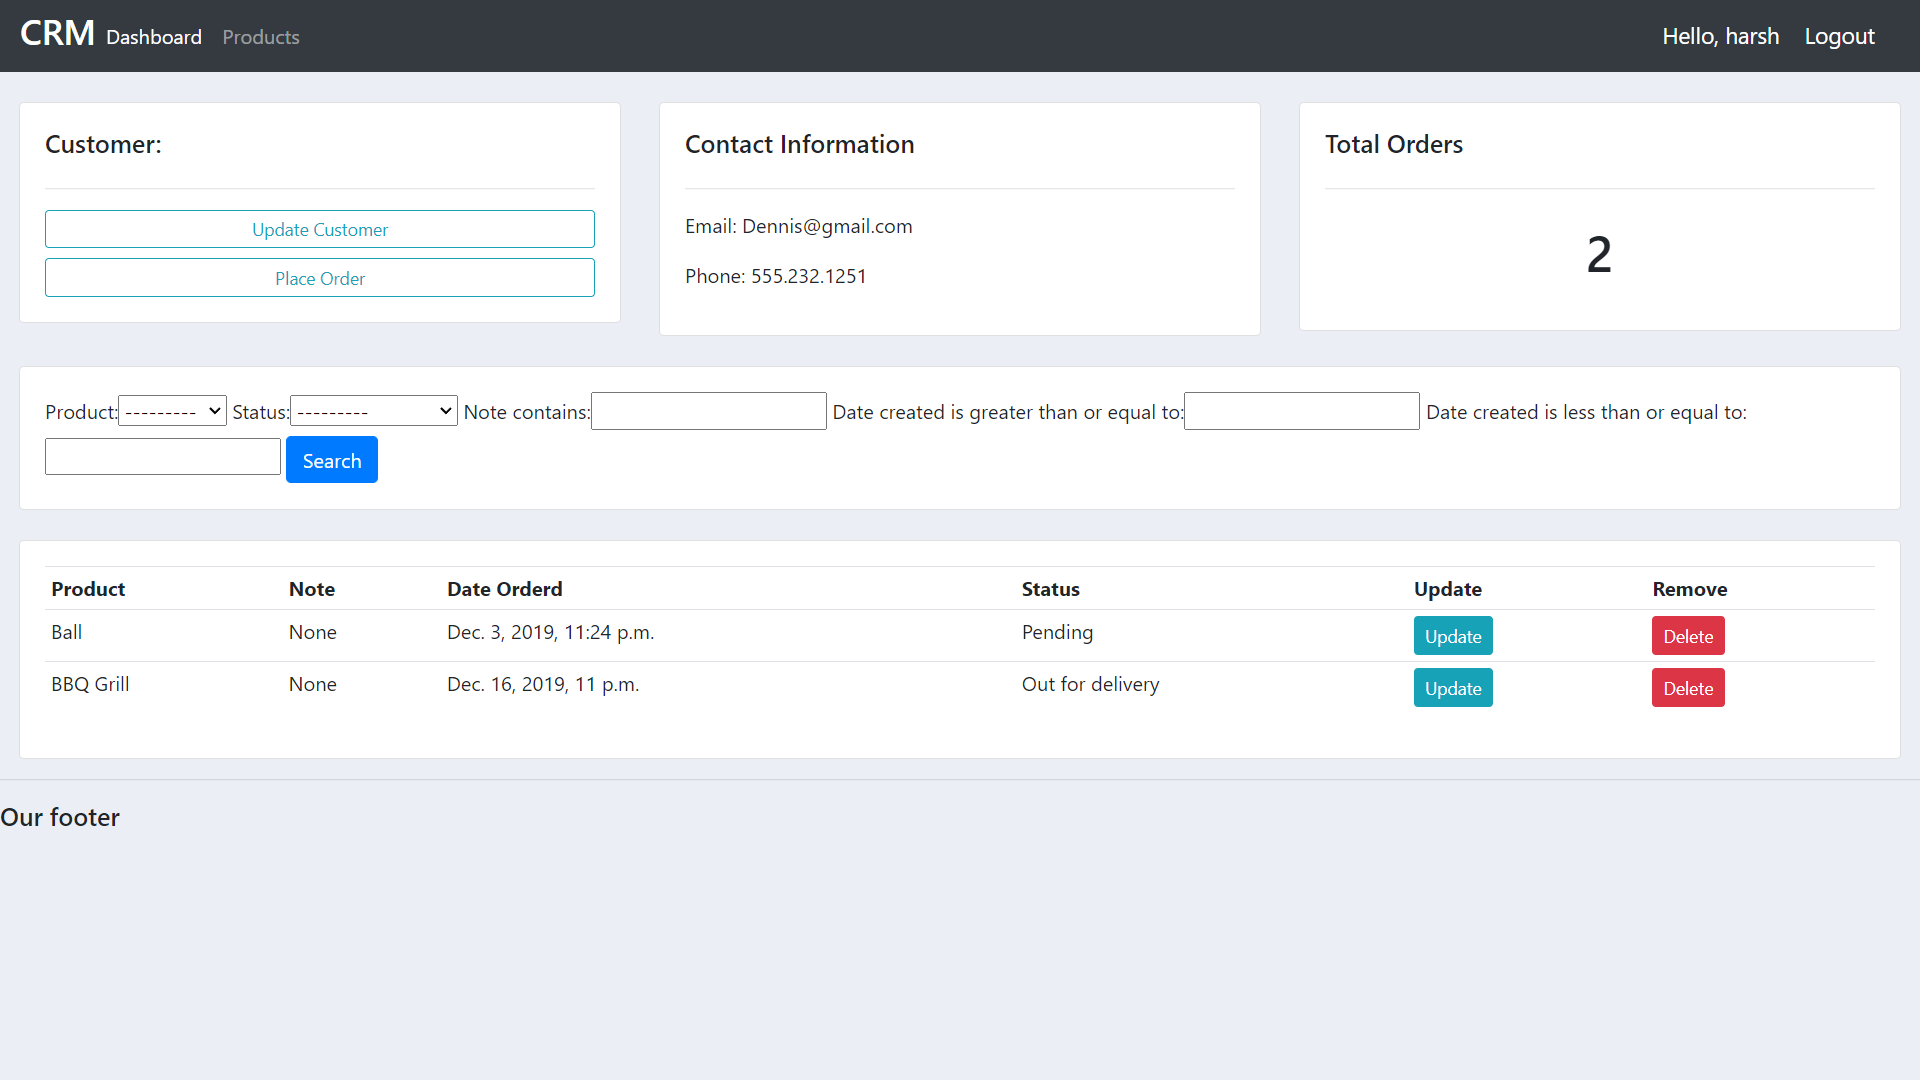 CRM Dashboard Products Hello, harsh Logout
Customer:
Update Customer
Place Order
Contact Information
Email: Dennis@gmail.com
Phone: 555.232.1251
Total Orders
2
Product: --------- Status: --------- Note contains: Date created is greater than or equal to: Date created is less than or equal to:
Search
Product Note Date Orderd Status Update Remove
Ball None Dec. 3, 2019, 11:24 p.m. Pending Update Delete
BBQ Grill None Dec. 16, 2019, 11 p.m. Out for delivery Update Delete
Our footer